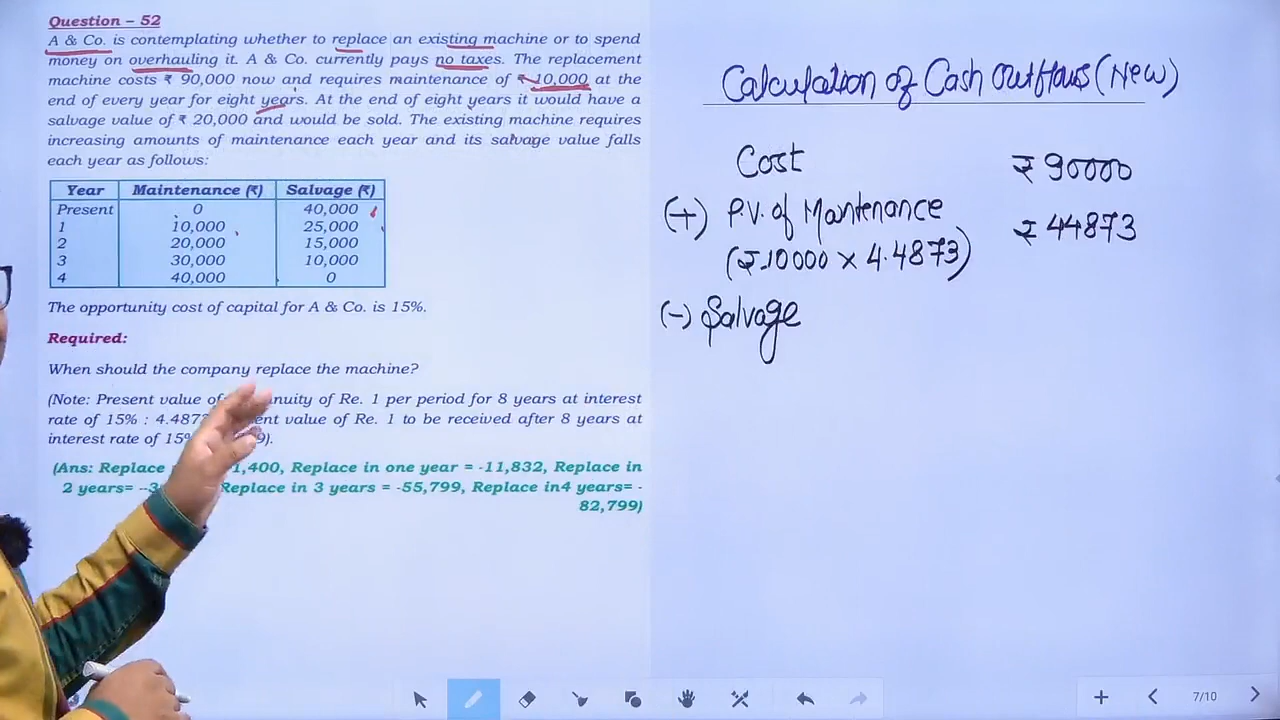 Question – 52
A & Co. is contemplating whether to replace an existing machine or to spend
money on overhauling it. A & Co. currently pays no taxes. The replacement
machine costs ₹ 90,000 now and requires maintenance of ₹ 10,000 at the
end of every year for eight years. At the end of eight years it would have a
salvage value of ₹ 20,000 and would be sold. The existing machine requires
increasing amounts of maintenance each year and its salvage value falls
each year as follows:
Year Maintenance (₹) Salvage (₹)
Present 0 40,000
1 10,000 25,000
2 20,000 15,000
3 30,000 10,000
4 40,000 0
The opportunity cost of capital for A & Co. is 15%.
Required:
When should the company replace the machine?
(Note: Present value of annuity of Re. 1 per period for 8 years at interest
rate of 15% : 4.487 value of Re. 1 to be received after 8 years at
interest rate of 15%
(Ans: Replace 1,400, Replace in one year = -11,832, Replace in
2 years= Replace in 3 years = -55,799, Replace in4 years= -
82,799)
Calculation of Cash Outflows (New)
Cost ₹ 90000
(+) P.V. of Mantenance ₹ 44873
(₹ 10000 × 4.4873)
(-) Salvage
7/10